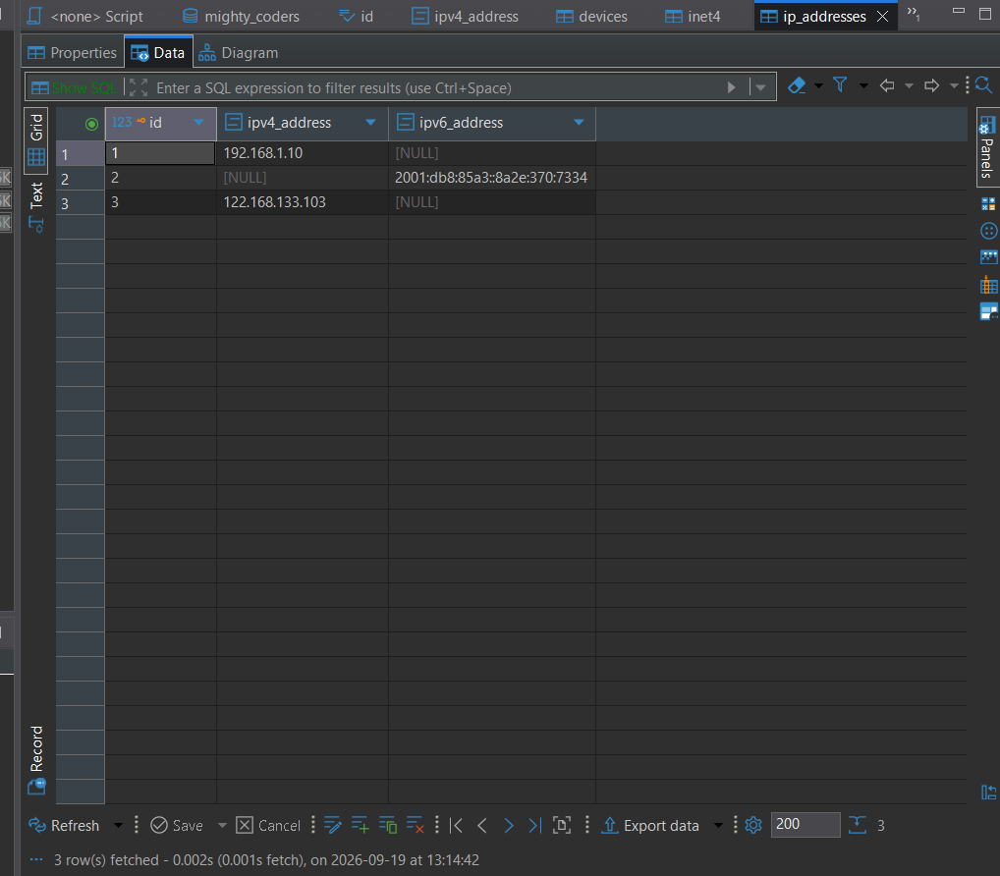 <none> Script mighty_coders id ipv4_address devices inet4 ip_addresses »1
Properties Data Diagram
Show SQL Enter a SQL expression to filter results (use Ctrl+Space)
Grid
Text
Record
Panels
123 id ipv4_address ipv6_address
1 1 192.168.1.10 [NULL]
2 2 [NULL] 2001:db8:85a3::8a2e:370:7334
3 3 122.168.133.103 [NULL]
Refresh Save Cancel Export data 200 3
3 row(s) fetched - 0.002s (0.001s fetch), on 2026-09-19 at 13:14:42